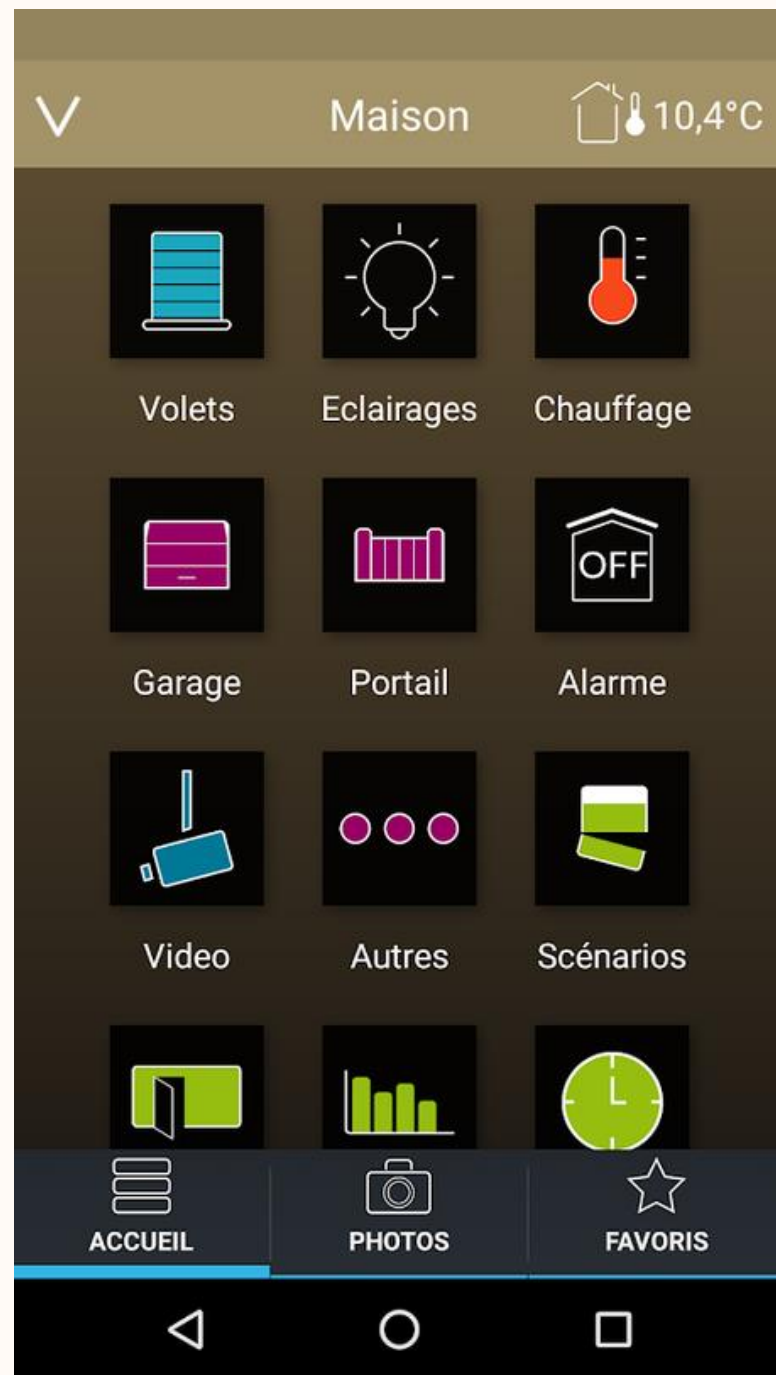 Maison 10,4°C
Volets Eclairages Chauffage
OFF
Garage Portail Alarme
Video Autres Scénarios
ACCUEIL PHOTOS FAVORIS